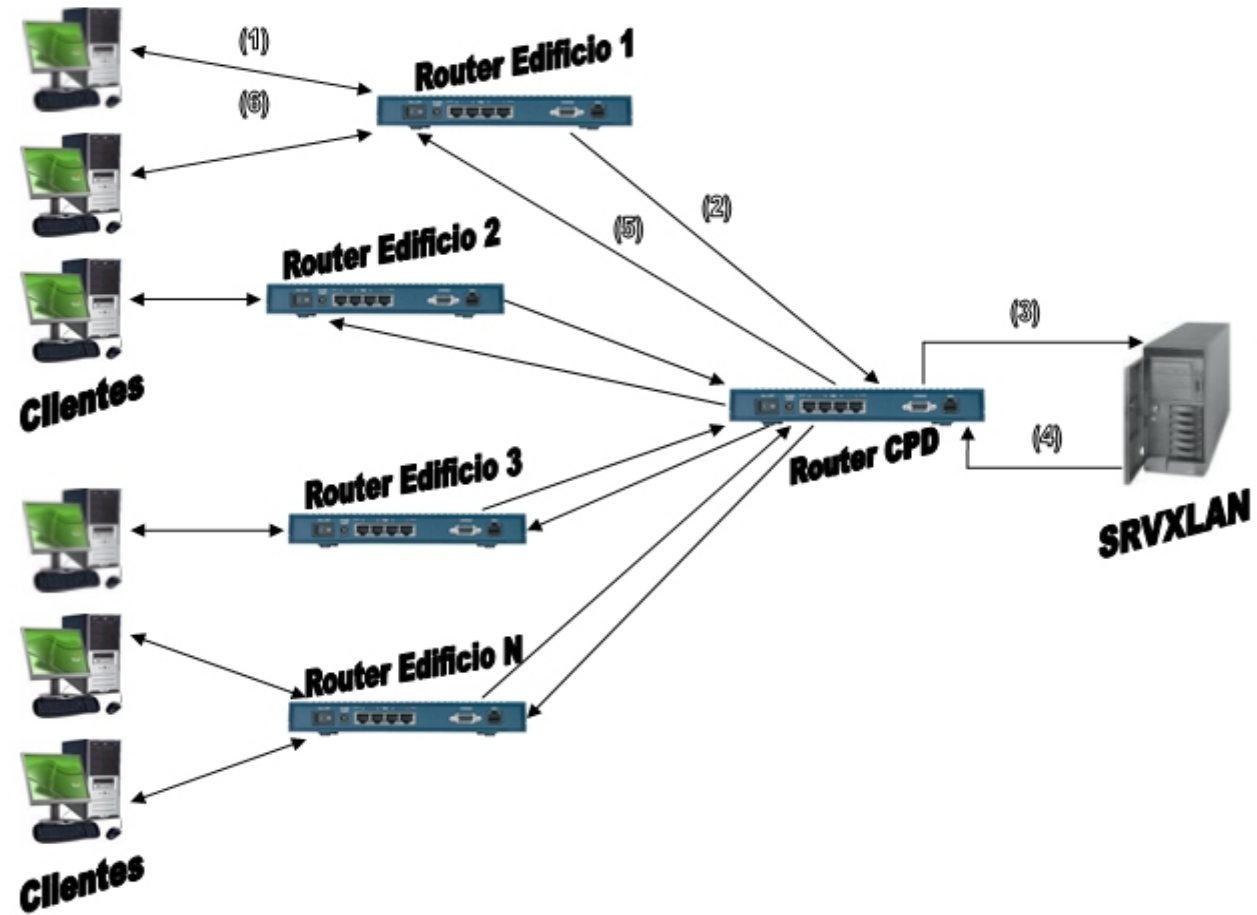 (1)
Router Edificio 1
(6)
(2)
(5)
Router Edificio 2
(3)
Clientes
(4)
Router CPD
Router Edificio 3
SRVXLAN
Router Edificio N
Clientes